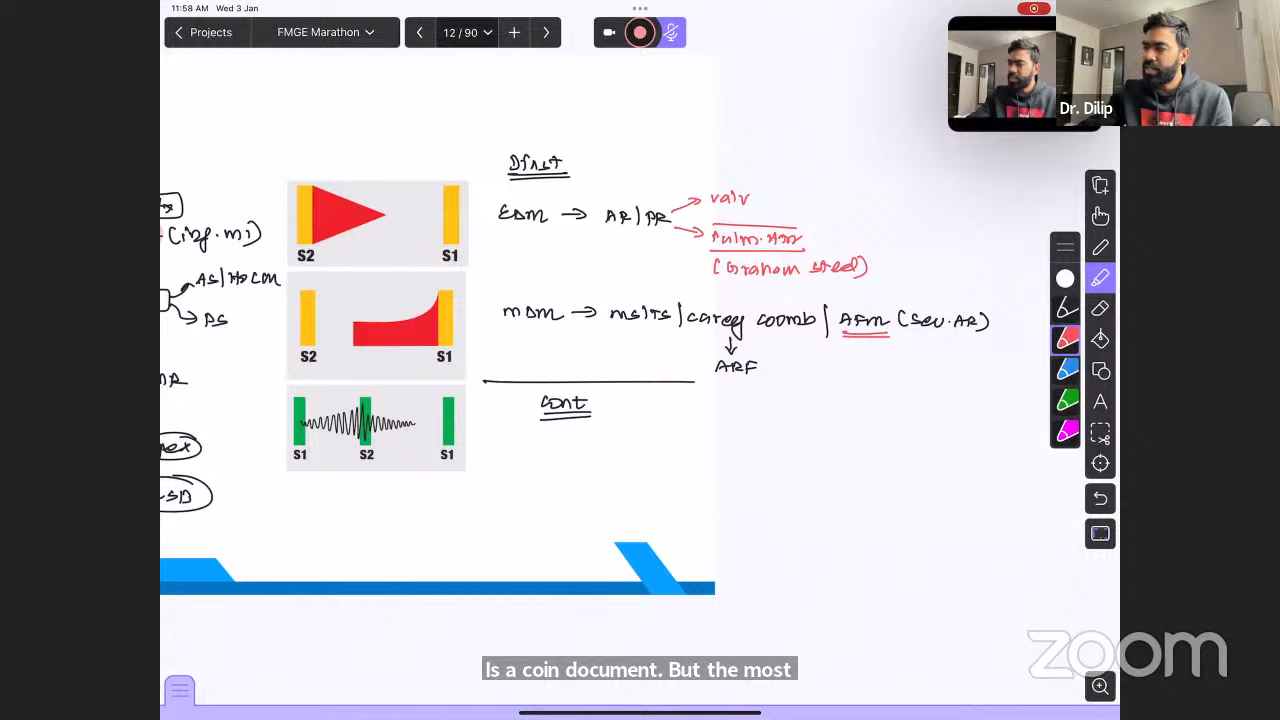 11:58 AM Wed 3 Jan
Projects
FMGE Marathon
12 / 90
Dr. Dilip
Diast
EDM → AR/PR
valv
Pulm. Atn
(Graham steel)
(inf. MI)
AS/HOCM
PS
S2 S1
MDM → MS/TS | carey coomb | AFM (sev. AR)
ARF
S2 S1
Cont
S1 S2 S1
Is a coin document. But the most
zoom